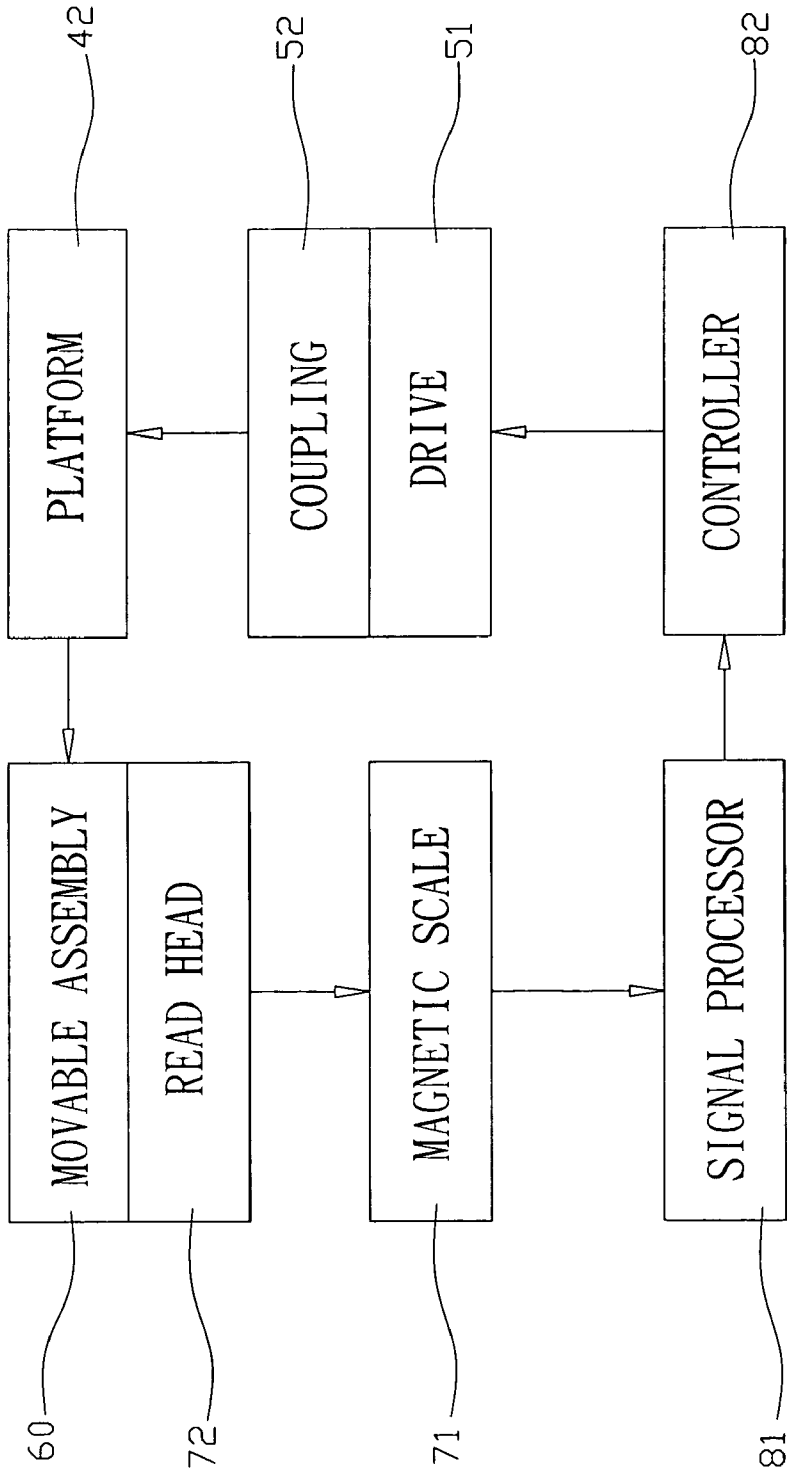 60
MOVABLE ASSEMBLY
PLATFORM
42
72
READ HEAD
COUPLING
52
71
MAGNETIC SCALE
DRIVE
51
81
SIGNAL PROCESSOR
CONTROLLER
82